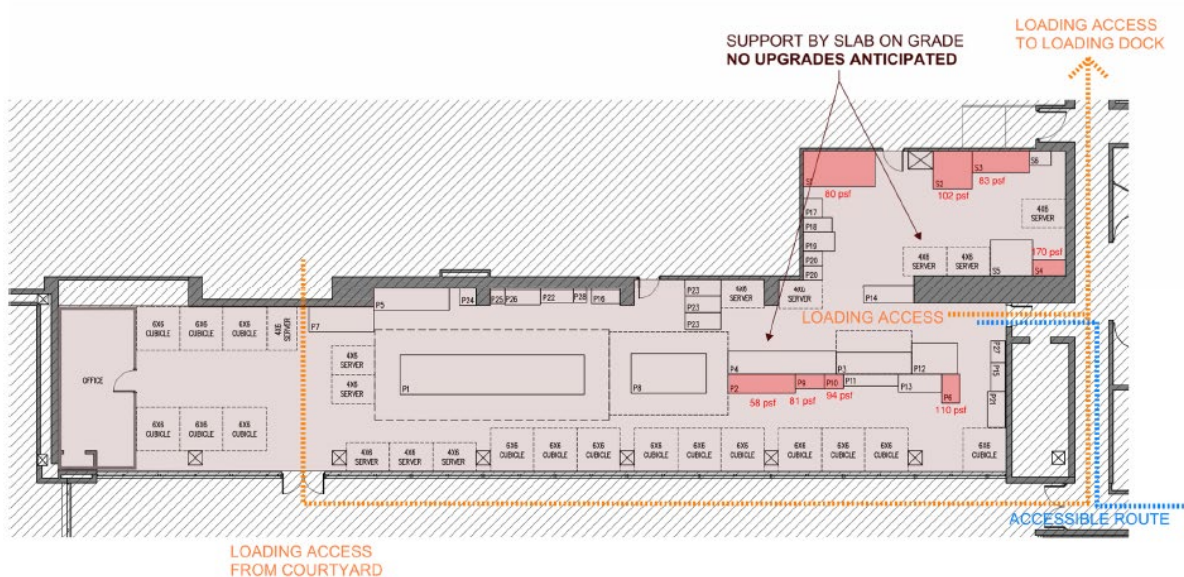 LOADING ACCESS
TO LOADING DOCK
SUPPORT BY SLAB ON GRADE
NO UPGRADES ANTICIPATED
S3
S6
S2
80 psf
102 psf
83 psf
P17
P18
P19
P20
P20
4X6
SERVER
4X6
SERVER
4X6
SERVER
S5
170 psf
S4
P5
P24
P25
P26
P22
P28
P16
P23
P23
P23
4X6
SERVER
SERVER
P14
LOADING ACCESS
6X6
CUBICLE
6X6
CUBICLE
6X6
CUBICLE
4X6
SERVER
P7
OFFICE
4X6
SERVER
4X6
SERVER
P1
P8
P4
P3
P12
P2
P9
P10
P11
P13
P6
58 psf
81 psf
94 psf
110 psf
P27
P15
P21
6X6
CUBICLE
6X6
CUBICLE
6X6
CUBICLE
4X6
SERVER
4X6
SERVER
4X6
SERVER
6X6
CUBICLE
6X6
CUBICLE
6X6
CUBICLE
6X6
CUBICLE
6X6
CUBICLE
6X6
CUBICLE
6X6
CUBICLE
6X6
CUBICLE
6X6
CUBICLE
6X6
CUBICLE
ACCESSIBLE ROUTE
LOADING ACCESS
FROM COURTYARD